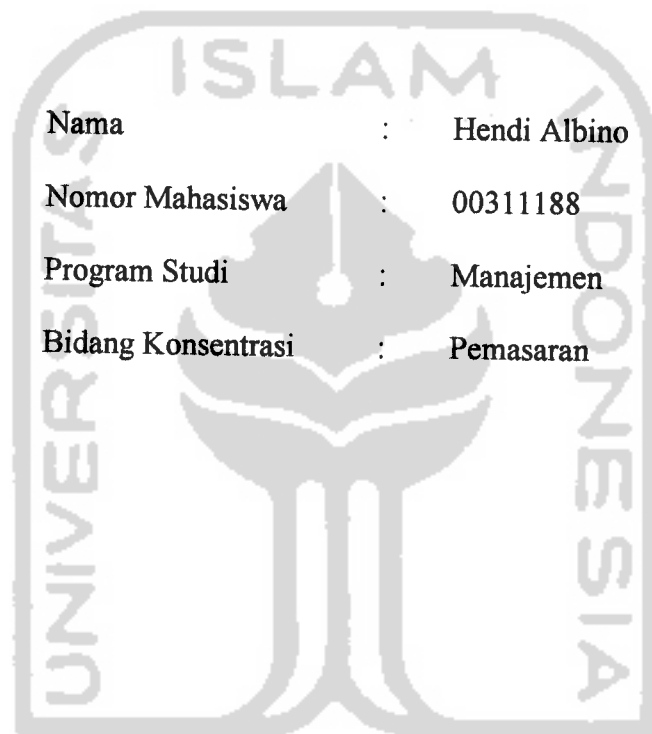 UNIVERSITAS
ISLAM
INDONESIA
Nama : Hendi Albino
Nomor Mahasiswa : 00311188
Program Studi : Manajemen
Bidang Konsentrasi : Pemasaran